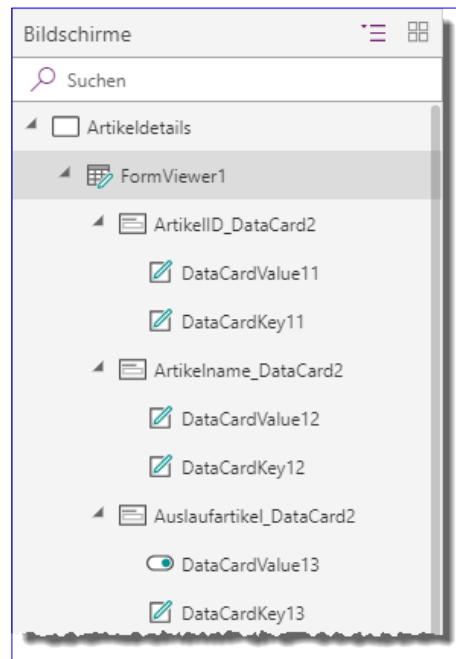 Bildschirme
Suchen
Artikeldetails
FormViewer1
ArtikelID_DataCard2
DataCardValue11
DataCardKey11
Artikelname_DataCard2
DataCardValue12
DataCardKey12
Auslaufartikel_DataCard2
DataCardValue13
DataCardKey13